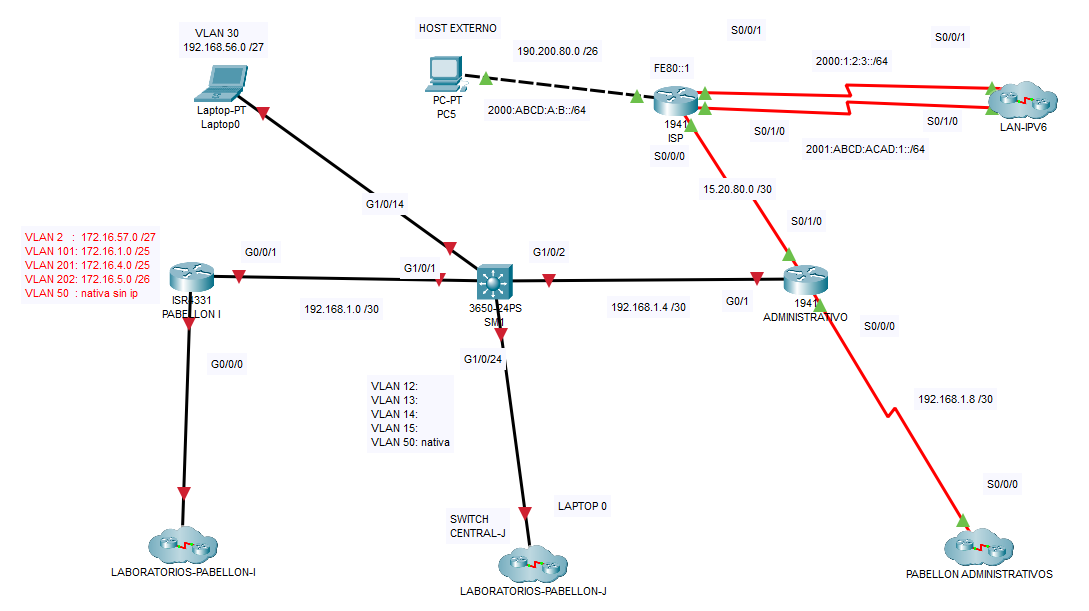 VLAN 30
192.168.56.0 /27
Laptop-PT
Laptop0
HOST EXTERNO
190.200.80.0 /26
PC-PT
PC5
2000:ABCD:A:B::/64
FE80::1
1941
ISP
S0/0/1
S0/0/1
2000:1:2:3::/64
S0/1/0
S0/1/0
2001:ABCD:ACAD:1::/64
LAN-IPV6
S0/0/0
15.20.80.0 /30
S0/1/0
G1/0/14
VLAN 2 : 172.16.57.0 /27
VLAN 101: 172.16.1.0 /25
VLAN 201: 172.16.4.0 /25
VLAN 202: 172.16.5.0 /26
VLAN 50 : nativa sin ip
G0/0/1
ISR4331
PABELLON I
192.168.1.0 /30
G1/0/1
G1/0/2
3650-24PS
SM1
192.168.1.4 /30
G0/1
1941
ADMINISTRATIVO
S0/0/0
G0/0/0
G1/0/24
VLAN 12:
VLAN 13:
VLAN 14:
VLAN 15:
VLAN 50: nativa
192.168.1.8 /30
S0/0/0
SWITCH
CENTRAL-J
LAPTOP 0
LABORATORIOS-PABELLON-I
LABORATORIOS-PABELLON-J
PABELLON ADMINISTRATIVOS